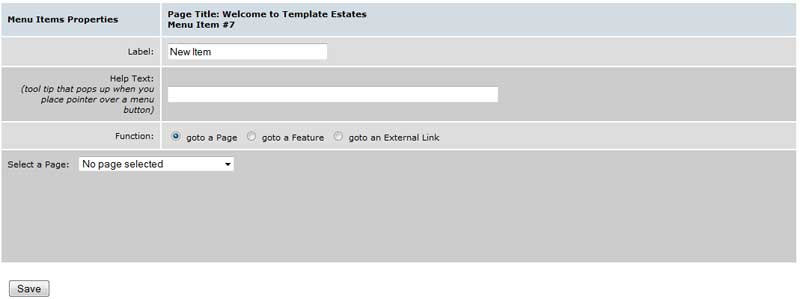 Menu Items Properties
Page Title: Welcome to Template Estates
Menu Item #7
Label:
New Item
Help Text:
(tool tip that pops up when you
place pointer over a menu
button)
Function:
goto a Page goto a Feature goto an External Link
Select a Page: No page selected
Save